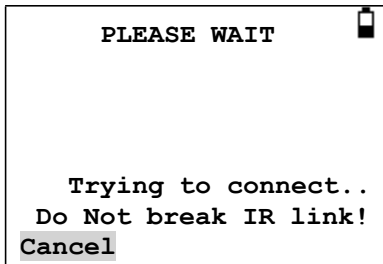 PLEASE WAIT
Trying to connect..
Do Not break IR link!
Cancel